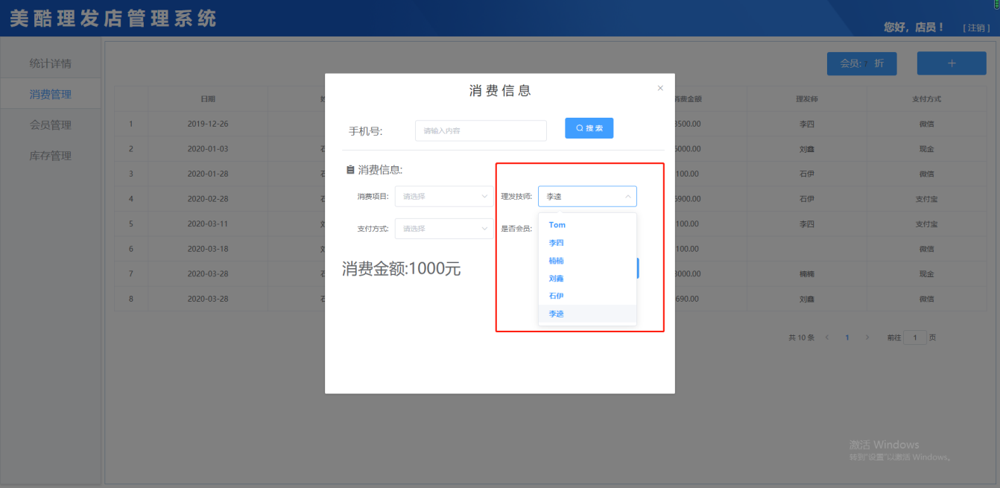 美酷理发店管理系统
您好，店员！ [ 注销 ]
统计详情
消费管理
会员管理
库存管理
会员: 折
+
日期 消费金额 理发师 支付方式
1 2019-12-26 3500.00 李四 微信
2 2020-01-03 5000.00 刘鑫 现金
3 2020-01-28 100.00 石伊 微信
4 2020-02-28 5900.00 石伊 支付宝
5 2020-03-11 100.00 李四 支付宝
6 2020-03-18 100.00 微信
7 2020-03-28 3000.00 楠楠 现金
8 2020-03-28 690.00 刘鑫 微信
共 10 条 < 1 > 前往 1 页
消费信息 ×
手机号: 请输入内容 搜索
消费信息:
消费项目: 请选择 理发技师: 李逵
支付方式: 请选择 是否会员:
消费金额:1000元
Tom
李四
楠楠
刘鑫
石伊
李逵
激活 Windows
转到"设置"以激活 Windows。